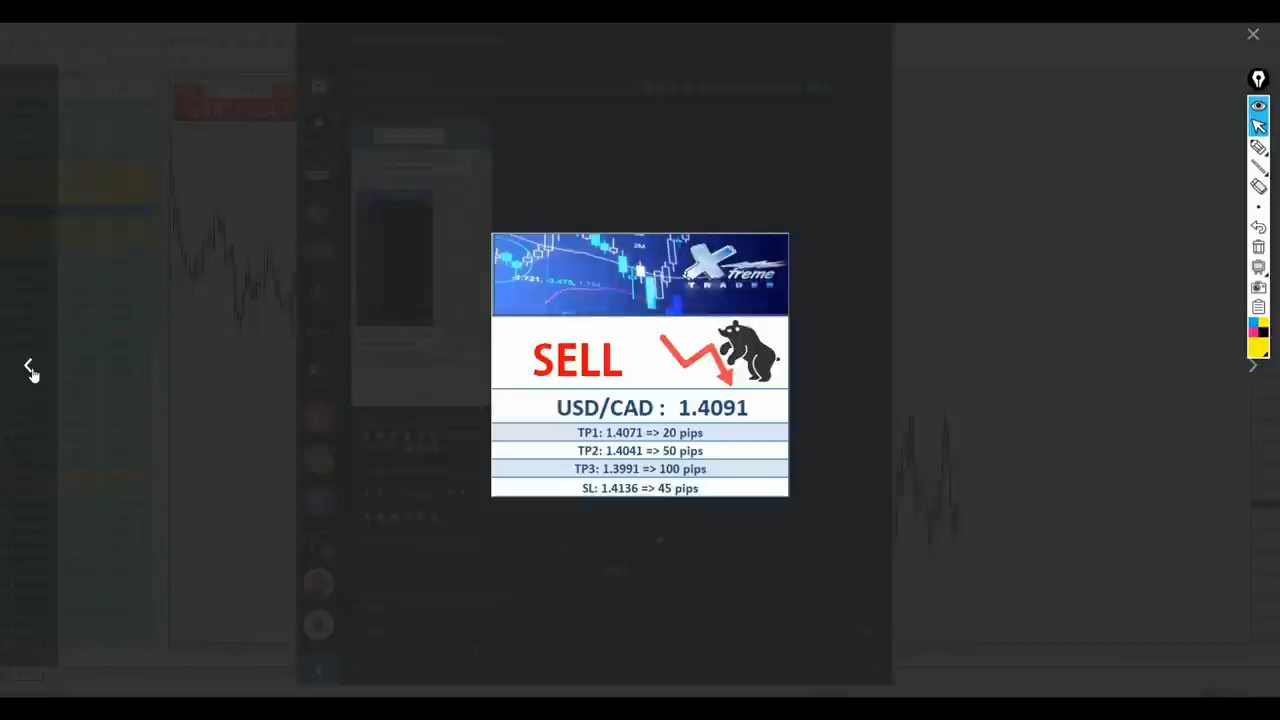 Xtreme
TRADER
SELL
USD/CAD : 1.4091
TP1: 1.4071 => 20 pips
TP2: 1.4041 => 50 pips
TP3: 1.3991 => 100 pips
SL: 1.4136 => 45 pips